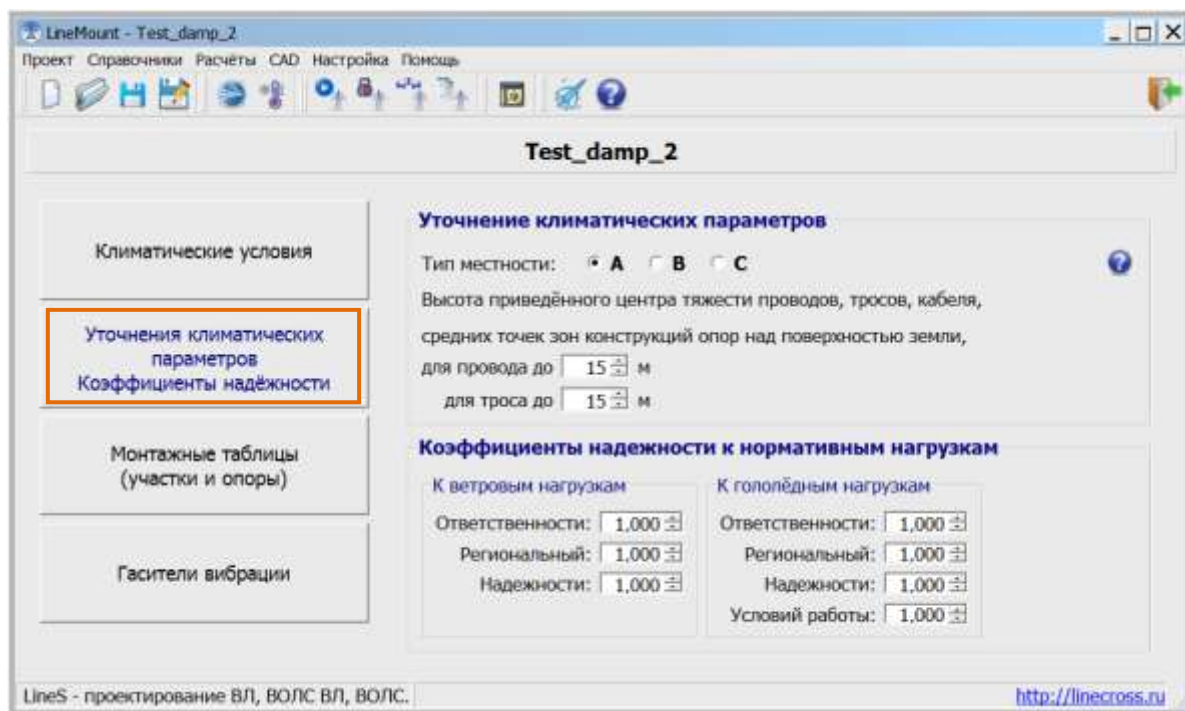 LineMount - Test_damp_2
Проект Справочники Расчёты CAD Настройка Помощь
Test_damp_2
Климатические условия
Уточнения климатических
параметров
Коэффициенты надёжности
Монтажные таблицы
(участки и опоры)
Гасители вибрации
Уточнение климатических параметров
Тип местности: A B C
Высота приведённого центра тяжести проводов, тросов, кабеля,
средних точек зон конструкций опор над поверхностью земли,
для провода до 15 м
для троса до 15 м
Коэффициенты надежности к нормативным нагрузкам
К ветровым нагрузкам
Ответственности: 1,000
Региональный: 1,000
Надежности: 1,000
К гололёдным нагрузкам
Ответственности: 1,000
Региональный: 1,000
Надежности: 1,000
Условий работы: 1,000
LineS - проектирование ВЛ, ВОЛС ВЛ, ВОЛС.
http://linecross.ru